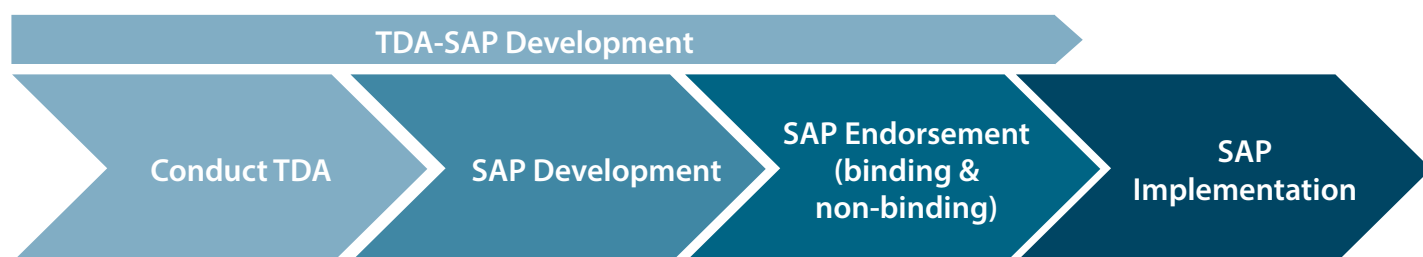 TDA-SAP Development
Conduct TDA
SAP Development
SAP Endorsement
(binding &
non-binding)
SAP
Implementation